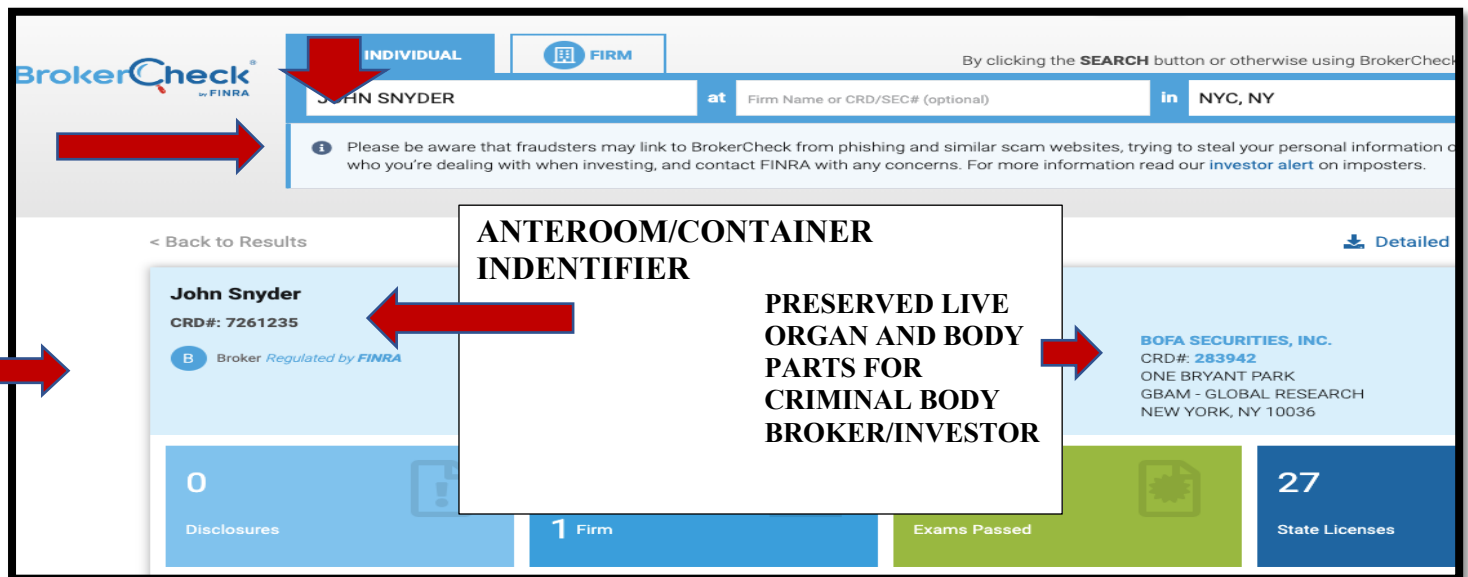 INDIVIDUAL
FIRM
By clicking the SEARCH button or otherwise using BrokerCheck
BrokerCheck
by FINRA
JOHN SNYDER at Firm Name or CRD/SEC# (optional) in NYC, NY
Please be aware that fraudsters may link to BrokerCheck from phishing and similar scam websites, trying to steal your personal information
who you're dealing with when investing, and contact FINRA with any concerns. For more information read our investor alert on imposters.
< Back to Results
Detailed
ANTEROOM/CONTAINER
INDENTIFIER
PRESERVED LIVE
ORGAN AND BODY
PARTS FOR
CRIMINAL BODY
BROKER/INVESTOR
John Snyder
CRD#: 7261235
B Broker Regulated by FINRA
BOFA SECURITIES, INC.
CRD#: 283942
ONE BRYANT PARK
GBAM - GLOBAL RESEARCH
NEW YORK, NY 10036
0
Disclosures
1 Firm
Exams Passed
27
State Licenses